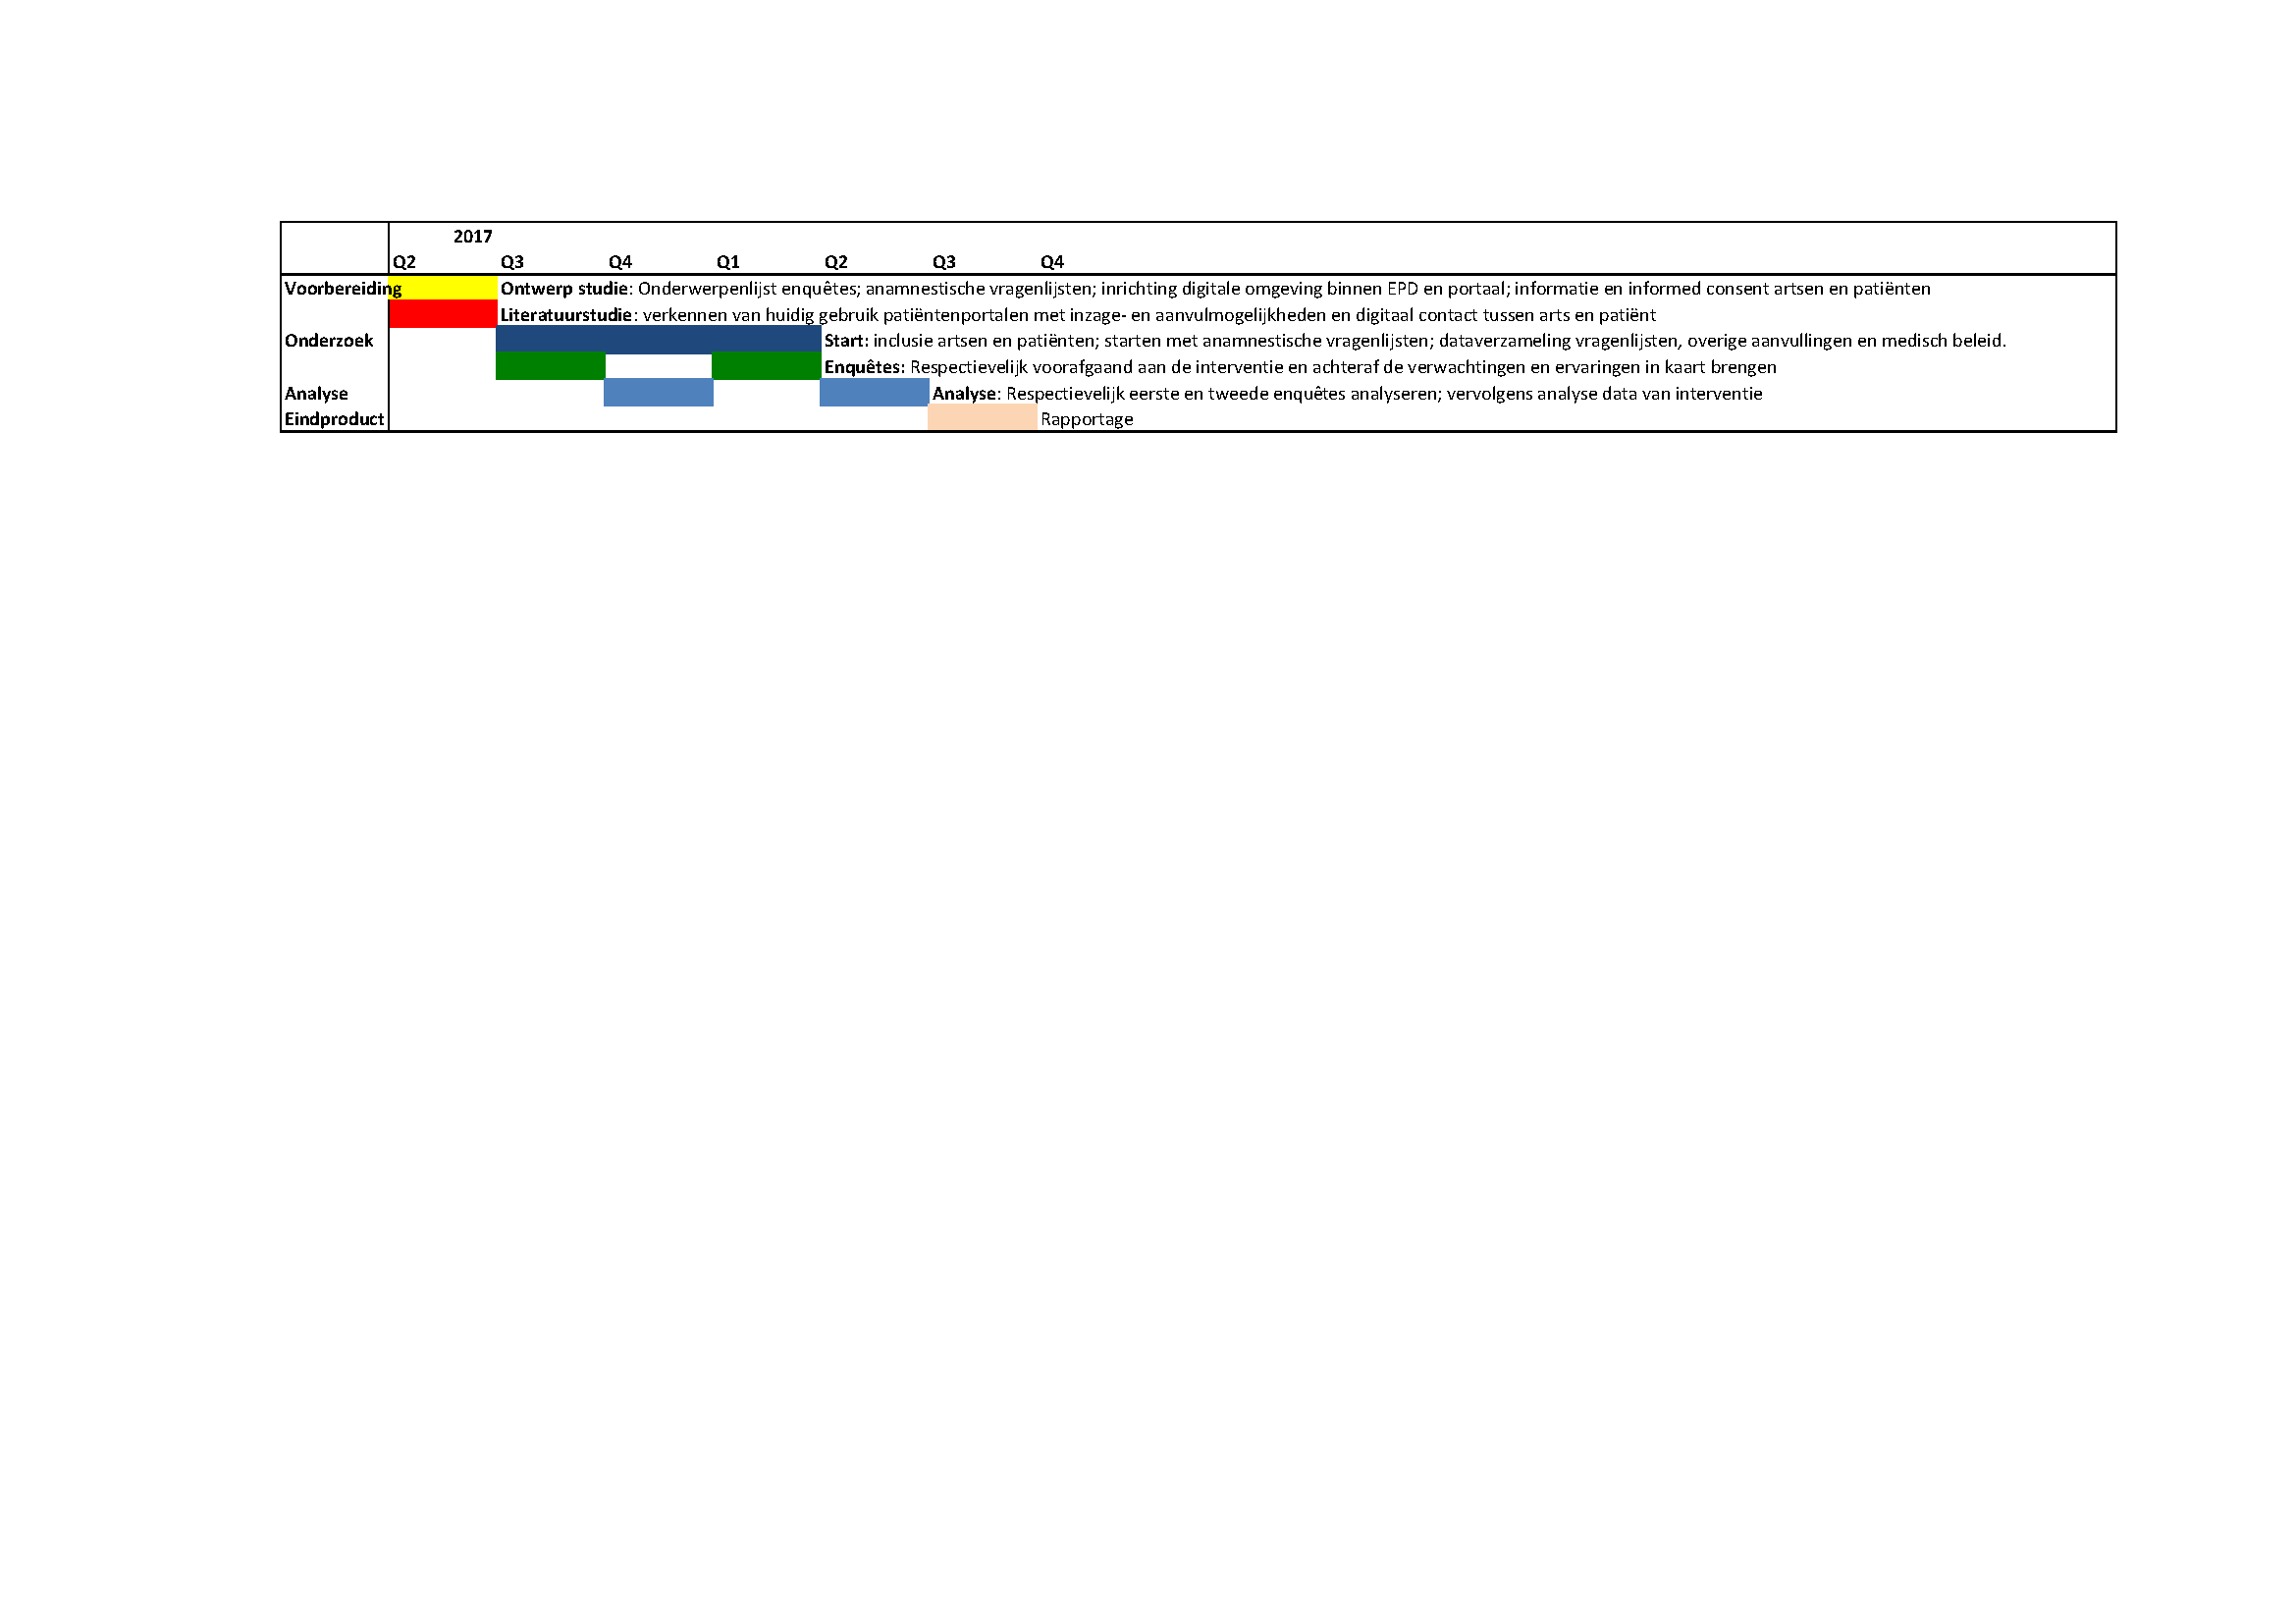 2017
Q2 Q3 Q4 Q1 Q2 Q3 Q4
Voorbereiding Ontwerp studie: Onderwerpenlijst enquêtes; anamnestische vragenlijsten; inrichting digitale omgeving binnen EPD en portaal; informatie en informed consent artsen en patiënten
Literatuurstudie: verkennen van huidig gebruik patiëntenportalen met inzage- en aanvulmogelijkheden en digitaal contact tussen arts en patiënt
Onderzoek Start: inclusie artsen en patiënten; starten met anamnestische vragenlijsten; dataverzameling vragenlijsten, overige aanvullingen en medisch beleid.
Enquêtes: Respectievelijk voorafgaand aan de interventie en achteraf de verwachtingen en ervaringen in kaart brengen
Analyse Analyse: Respectievelijk eerste en tweede enquêtes analyseren; vervolgens analyse data van interventie
Eindproduct Rapportage